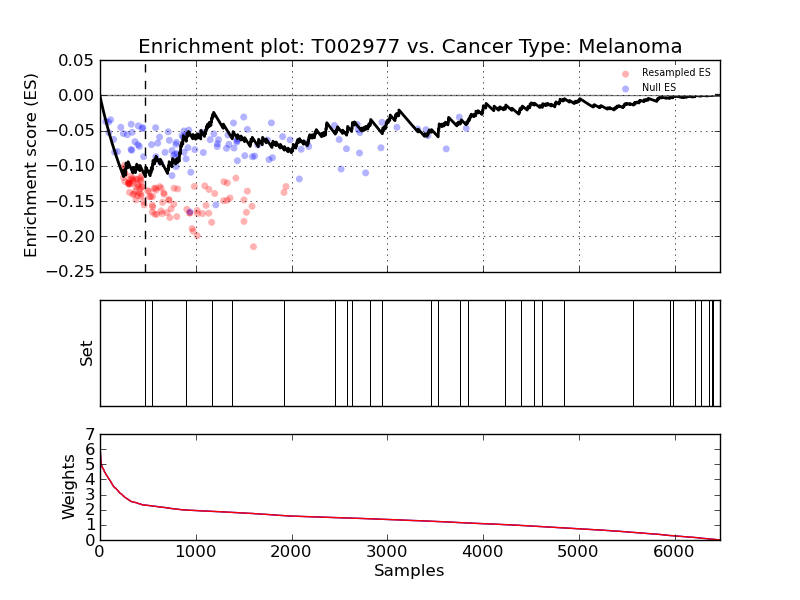 Enrichment plot: T002977 vs. Cancer Type: Melanoma
0.05
0.00
−0.05
−0.10
−0.15
−0.20
−0.25
Enrichment score (ES)
Resampled ES
Null ES
Set
7
6
5
4
3
2
1
0
Weights
0 1000 2000 3000 4000 5000 6000
Samples